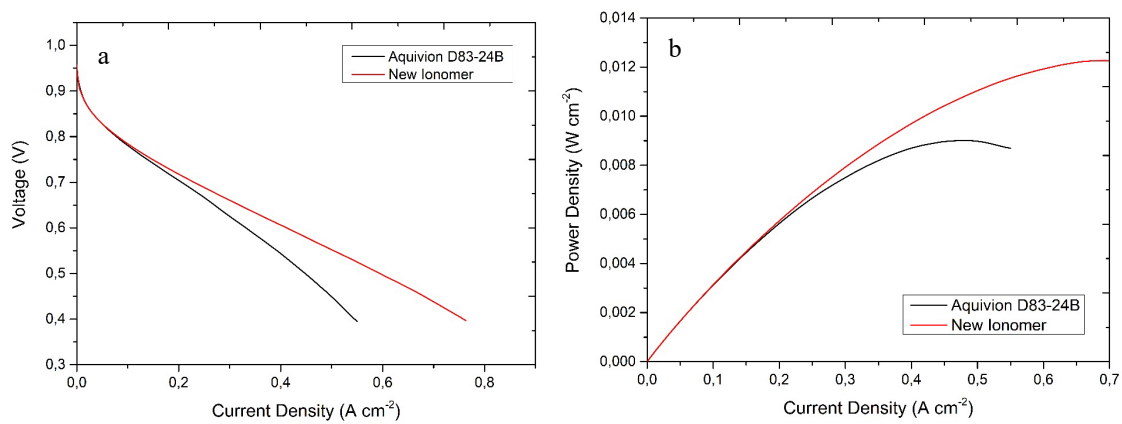 a
Aquivion D83-24B
New Ionomer
1,0
0,9
0,8
0,7
0,6
0,5
0,4
0,3
Voltage (V)
0,0 0,2 0,4 0,6 0,8
Current Density (A cm-2)
b
0,014
0,012
0,010
0,008
0,006
0,004
0,002
0,000
Power Density (W cm-2)
Aquivion D83-24B
New Ionomer
0,0 0,1 0,2 0,3 0,4 0,5 0,6 0,7
Current Density (A cm-2)